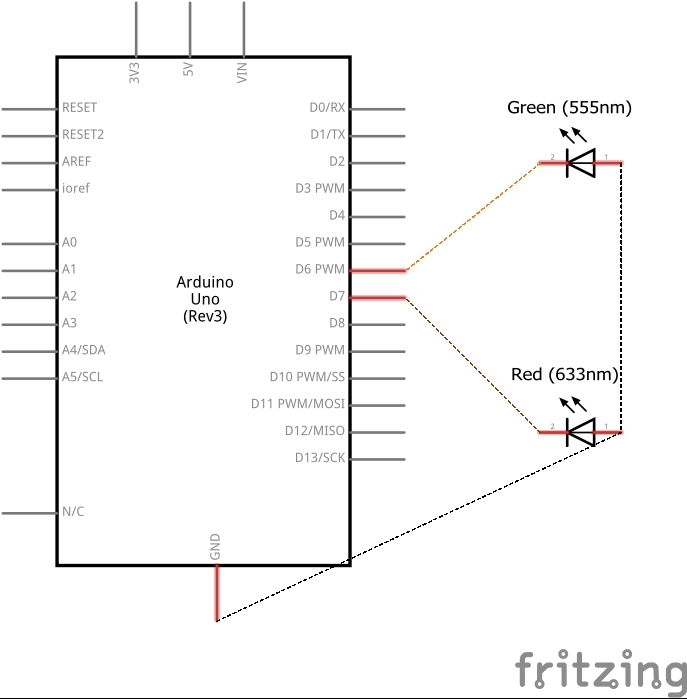 3V3
5V
VIN
RESET
D0/RX
Green (555nm)
RESET2
D1/TX
AREF
D2
2
1
ioref
D3 PWM
D4
A0
D5 PWM
A1
D6 PWM
Arduino
Uno
(Rev3)
A2
D7
A3
D8
A4/SDA
D9 PWM
A5/SCL
D10 PWM/SS
Red (633nm)
D11 PWM/MOSI
D12/MISO
2
1
D13/SCK
N/C
GND
fritzing